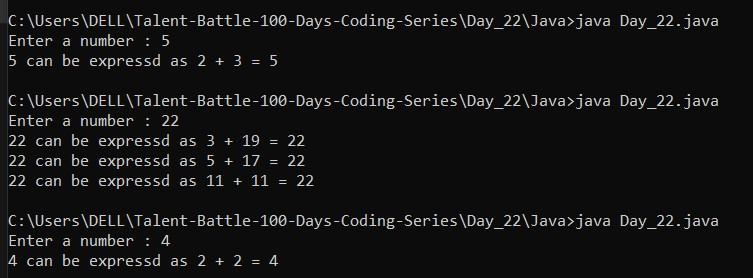 C:\Users\DELL\Talent-Battle-100-Days-Coding-Series\Day_22\Java>java Day_22.java
Enter a number : 5
5 can be expressd as 2 + 3 = 5
C:\Users\DELL\Talent-Battle-100-Days-Coding-Series\Day_22\Java>java Day_22.java
Enter a number : 22
22 can be expressd as 3 + 19 = 22
22 can be expressd as 5 + 17 = 22
22 can be expressd as 11 + 11 = 22
C:\Users\DELL\Talent-Battle-100-Days-Coding-Series\Day_22\Java>java Day_22.java
Enter a number : 4
4 can be expressd as 2 + 2 = 4